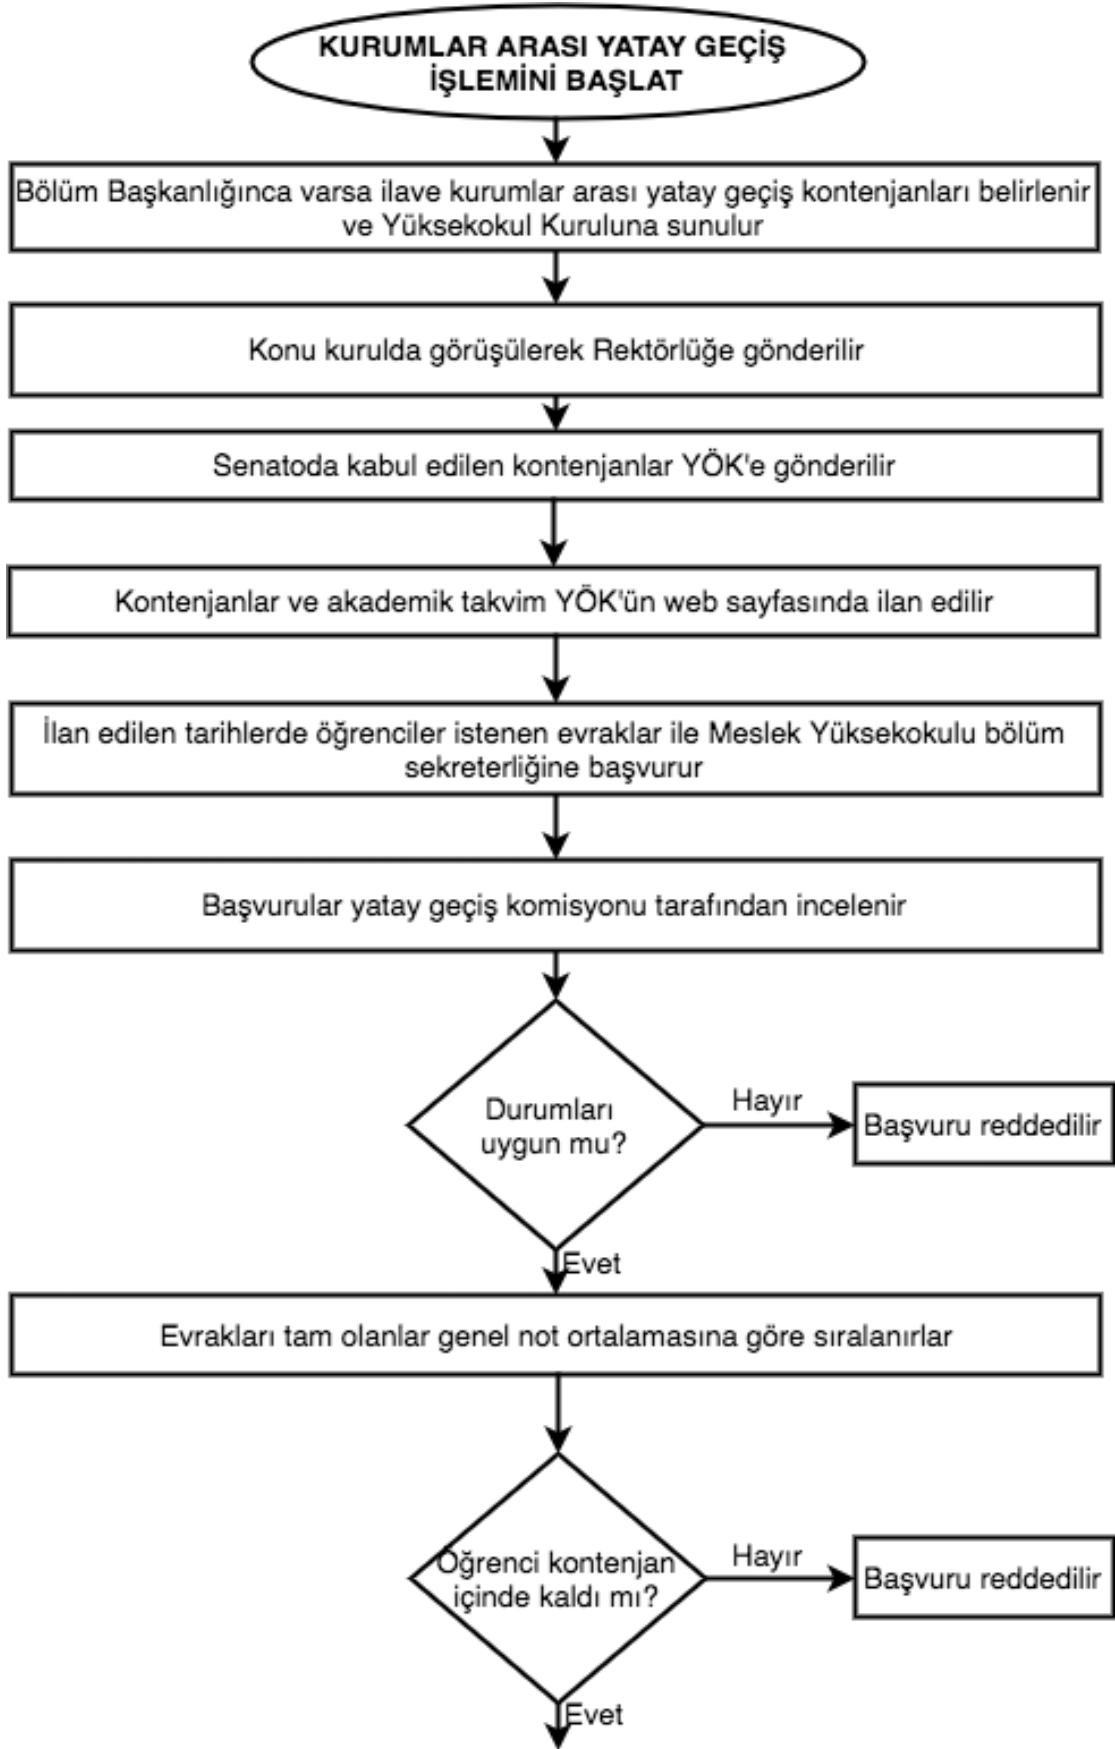 KURUMLAR ARASI YATAY GEÇİŞ
İŞLEMİNİ BAŞLAT
Bölüm Başkanlığınca varsa ilave kurumlar arası yatay geçiş kontenjanları belirlenir
ve Yüksekokul Kuruluna sunulur
Konu kurulda görüşülerek Rektörlüğe gönderilir
Senatoda kabul edilen kontenjanlar YÖK'e gönderilir
Kontenjanlar ve akademik takvim YÖK'ün web sayfasında ilan edilir
İlan edilen tarihlerde öğrenciler istenen evraklar ile Meslek Yüksekokulu bölüm
sekreterliğine başvurur
Başvurular yatay geçiş komisyonu tarafından incelenir
Durumları
uygun mu?
Hayır
Başvuru reddedilir
Evet
Evrakları tam olanlar genel not ortalamasına göre sıralanırlar
Öğrenci kontenjan
içinde kaldı mı?
Hayır
Başvuru reddedilir
Evet